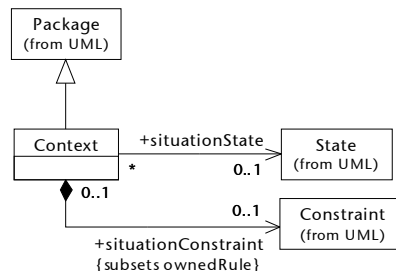 Package
(from UML)
Context
+situationState
State
(from UML)
*
0..1
0..1
0..1
Constraint
(from UML)
+situationConstraint
{subsets ownedRule}